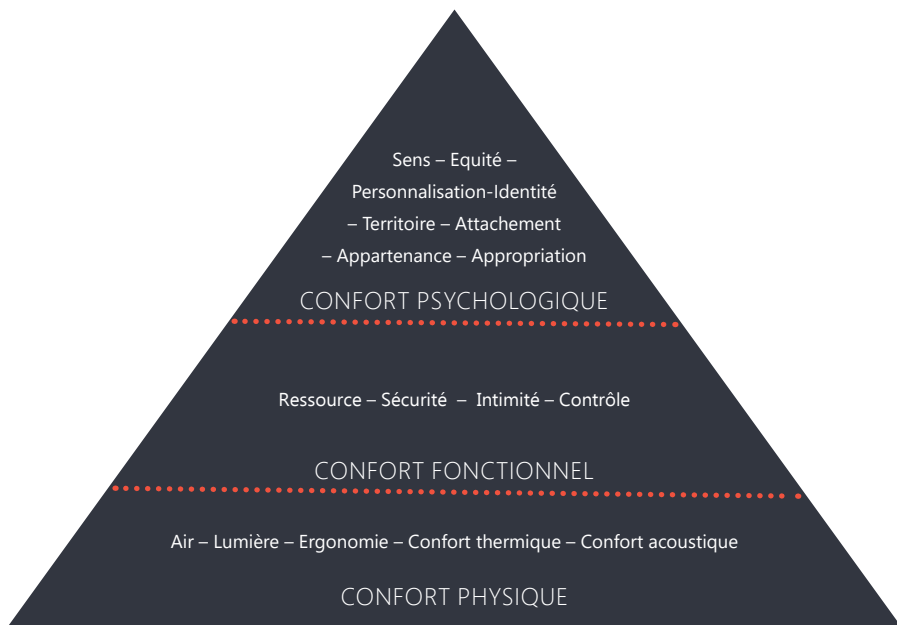 Sens – Equité –
Personnalisation-Identité
– Territoire – Attachement
– Appartenance – Appropriation
CONFORT PSYCHOLOGIQUE
Ressource – Sécurité – Intimité – Contrôle
CONFORT FONCTIONNEL
Air – Lumière – Ergonomie – Confort thermique – Confort acoustique
CONFORT PHYSIQUE